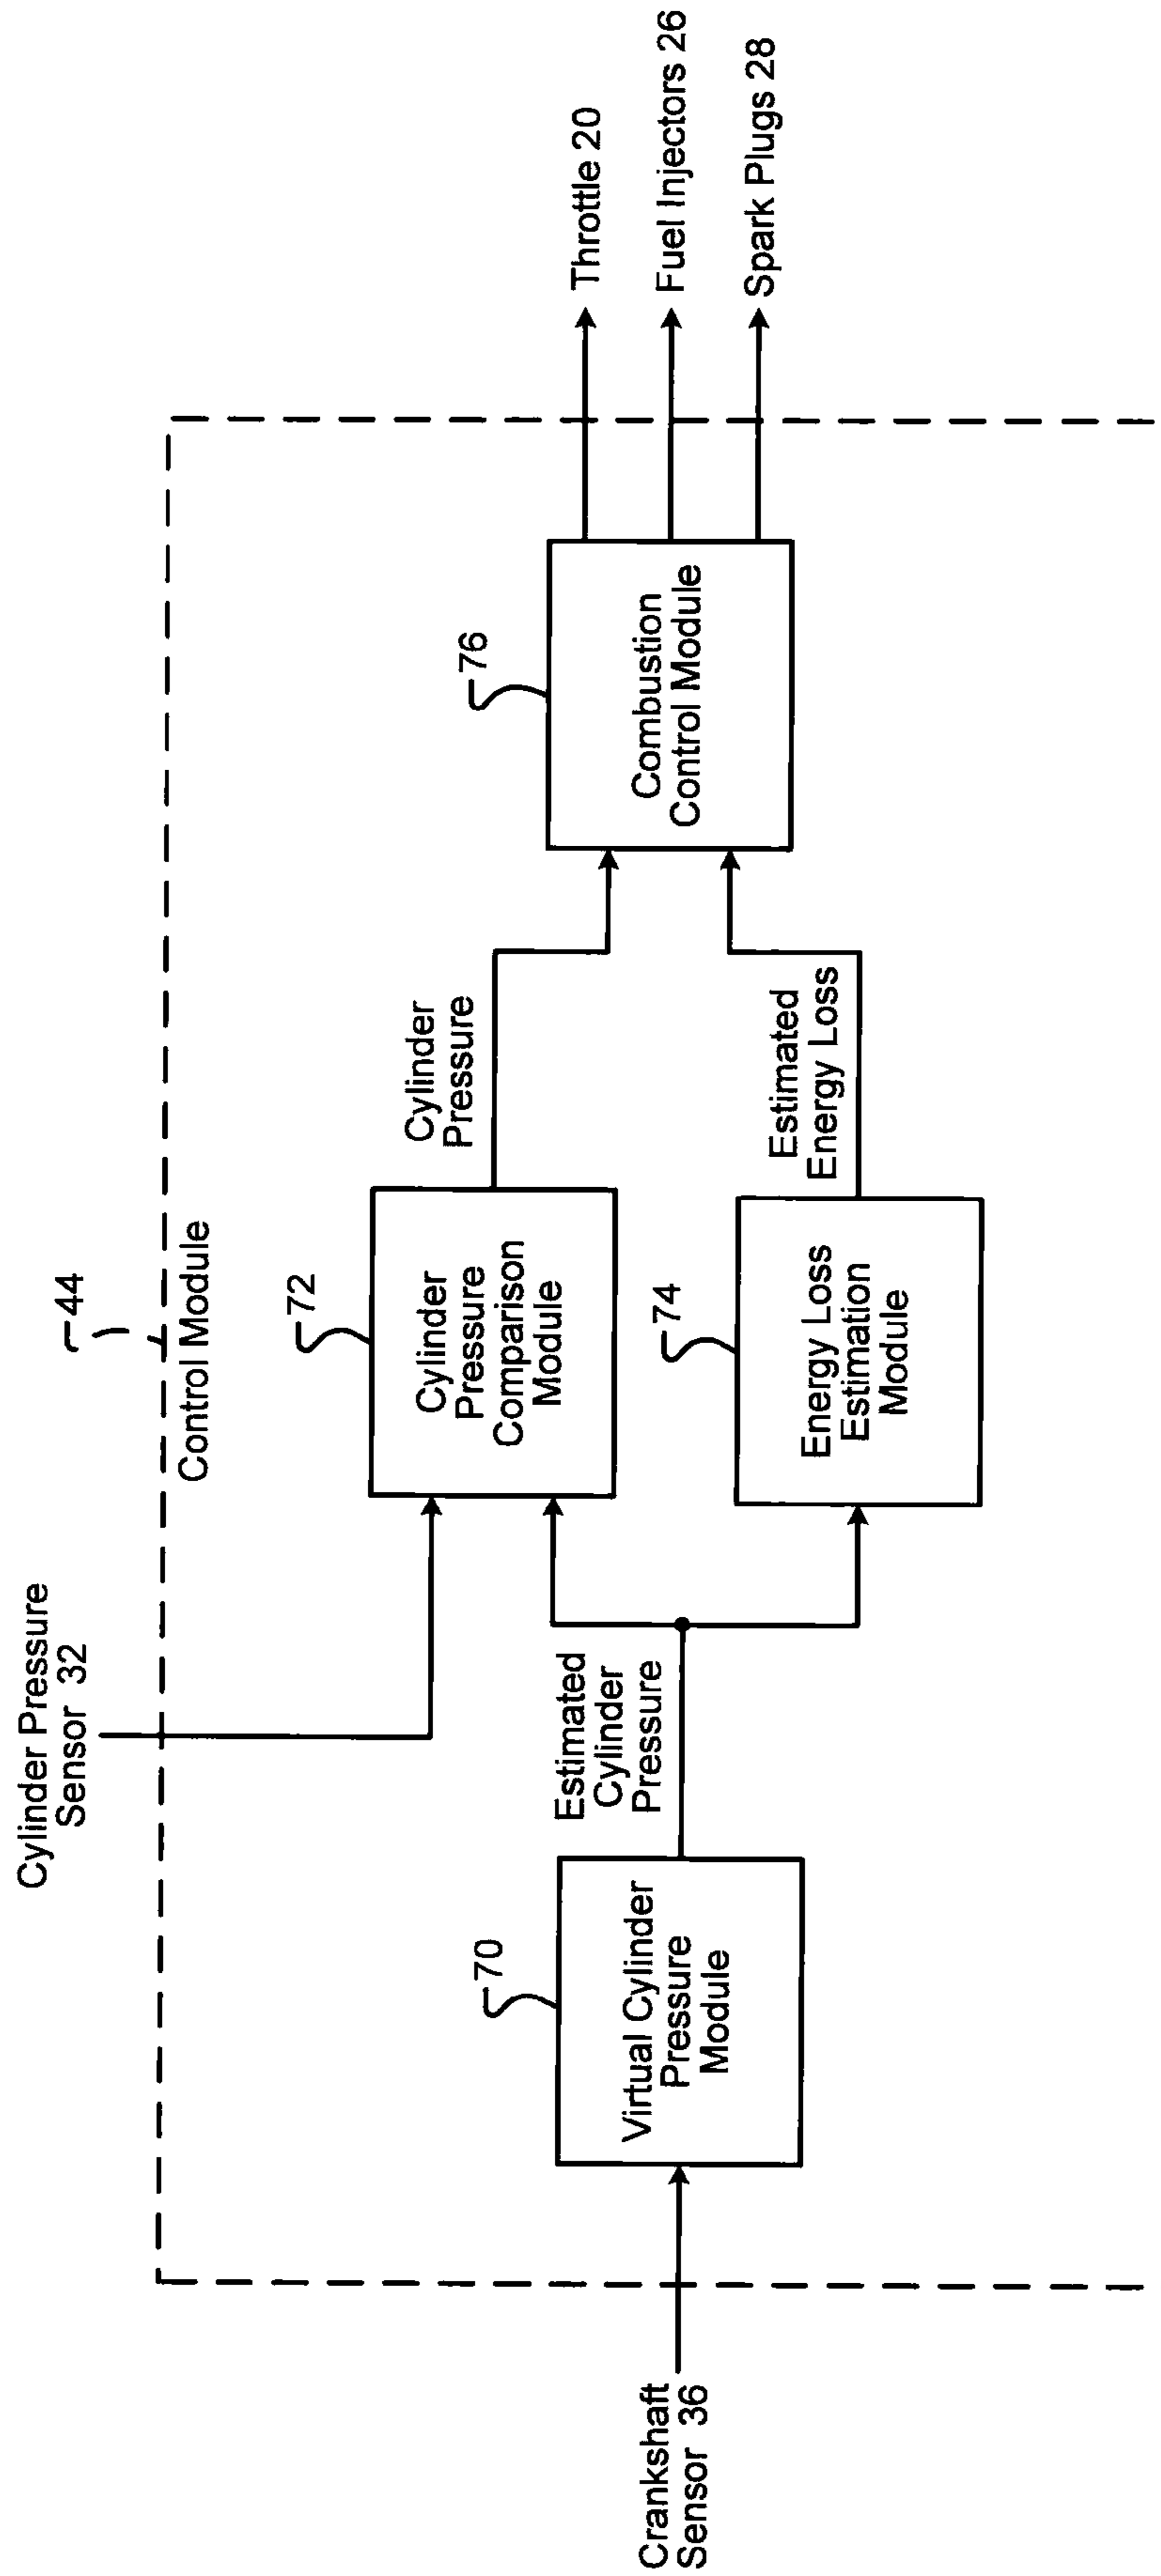 44
Control Module
Cylinder Pressure
Sensor 32
Crankshaft
Sensor 36
70
Virtual Cylinder
Pressure
Module
Estimated
Cylinder
Pressure
72
Cylinder
Pressure
Comparison
Module
74
Energy Loss
Estimation
Module
Cylinder
Pressure
Estimated
Energy Loss
76
Combustion
Control Module
Throttle 20
Fuel Injectors 26
Spark Plugs 28